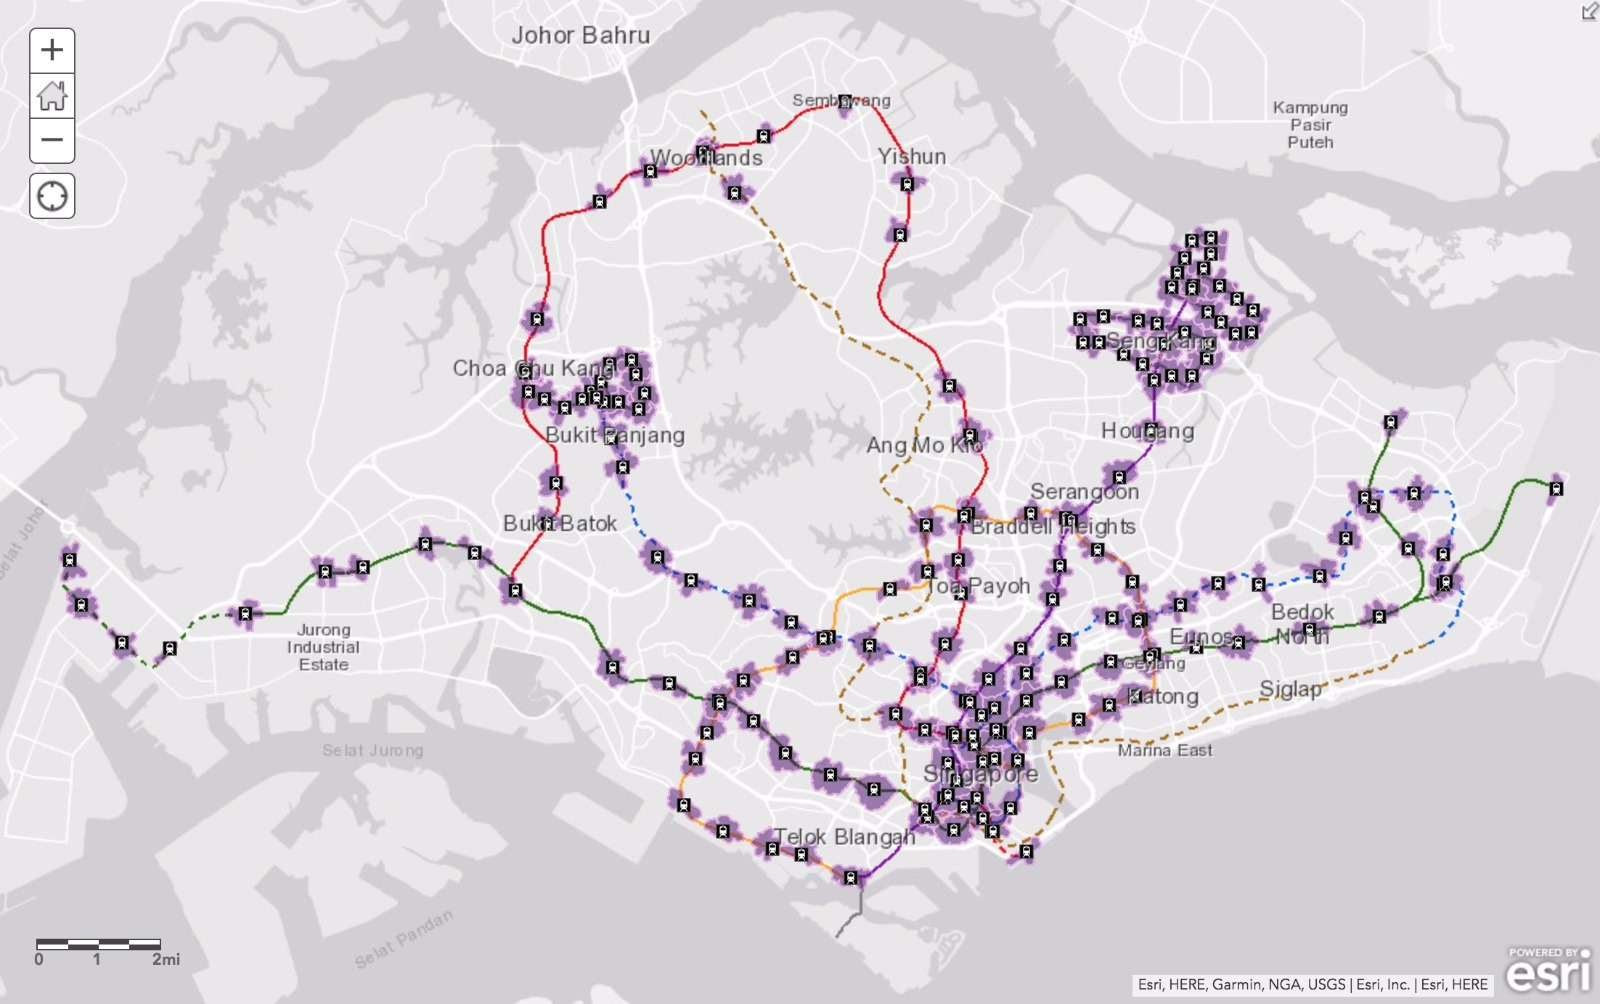 +
−
Johor Bahru
Kampung
Pasir
Puteh
Sembawang
Woodlands
Yishun
Seng Kang
Choa Chu Kang
Bukit Panjang
Hougang
Ang Mo Kio
Serangoon
Braddell Heights
Bukit Batok
Selat Johor
Toa Payoh
Jurong
Industrial
Estate
Bedok
North
Eunos
Geylang
Katong
Siglap
Selat Jurong
Marina East
Singapore
Telok Blangah
Selat Pandan
0 1 2mi
POWERED BY
esri
Esri, HERE, Garmin, NGA, USGS | Esri, Inc. | Esri, HERE